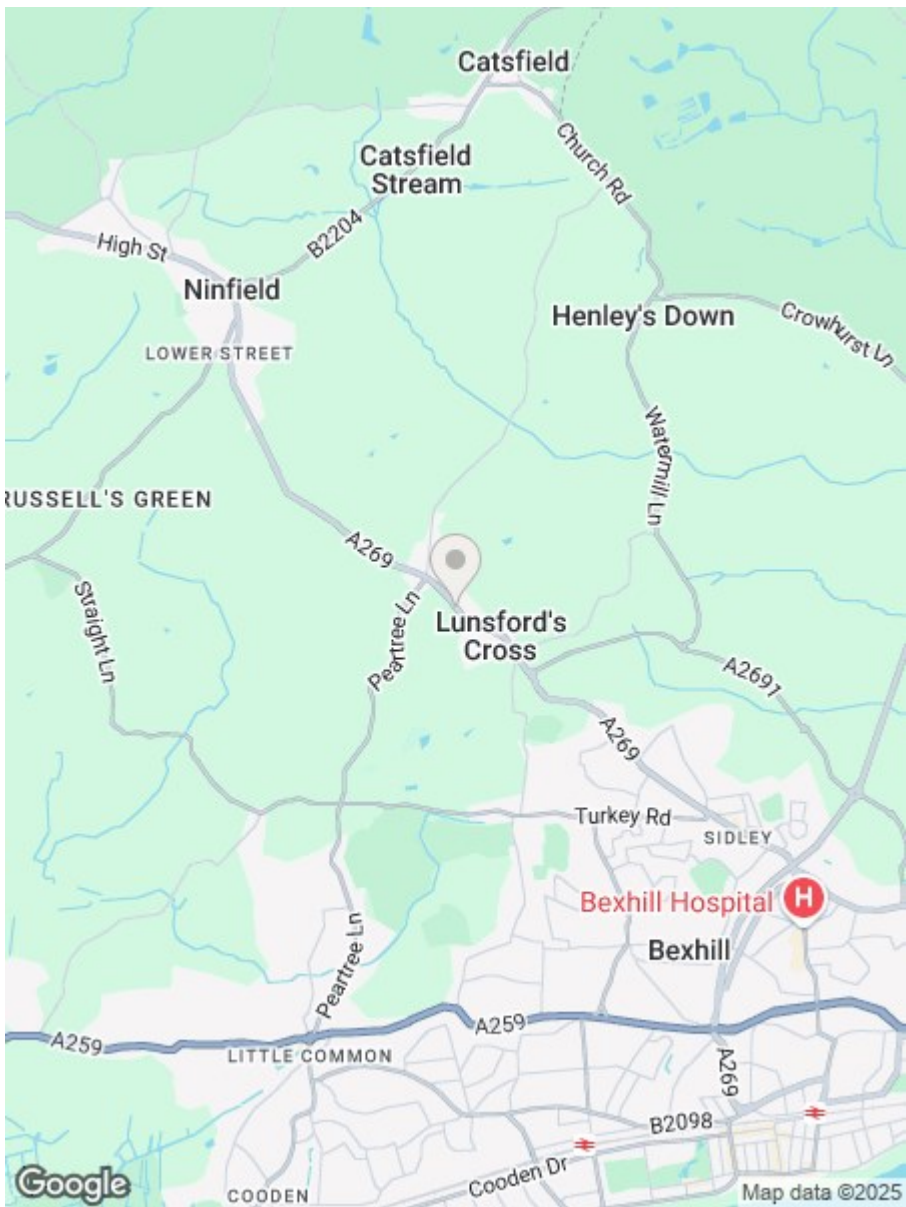 Catsfield
Catsfield
Stream
Church Rd
B2204
High St
Ninfield
Henley's Down
Crowhurst Ln
LOWER STREET
Watermill Ln
RUSSELL'S GREEN
A269
Straight Ln
Peartree Ln
Lunsford's
Cross
A2691
A269
Turkey Rd
SIDLEY
Bexhill Hospital
H
Bexhill
Peartree Ln
A259
A259
LITTLE COMMON
A269
B2098
Cooden Dr
COODEN
Google
Map data ©2025